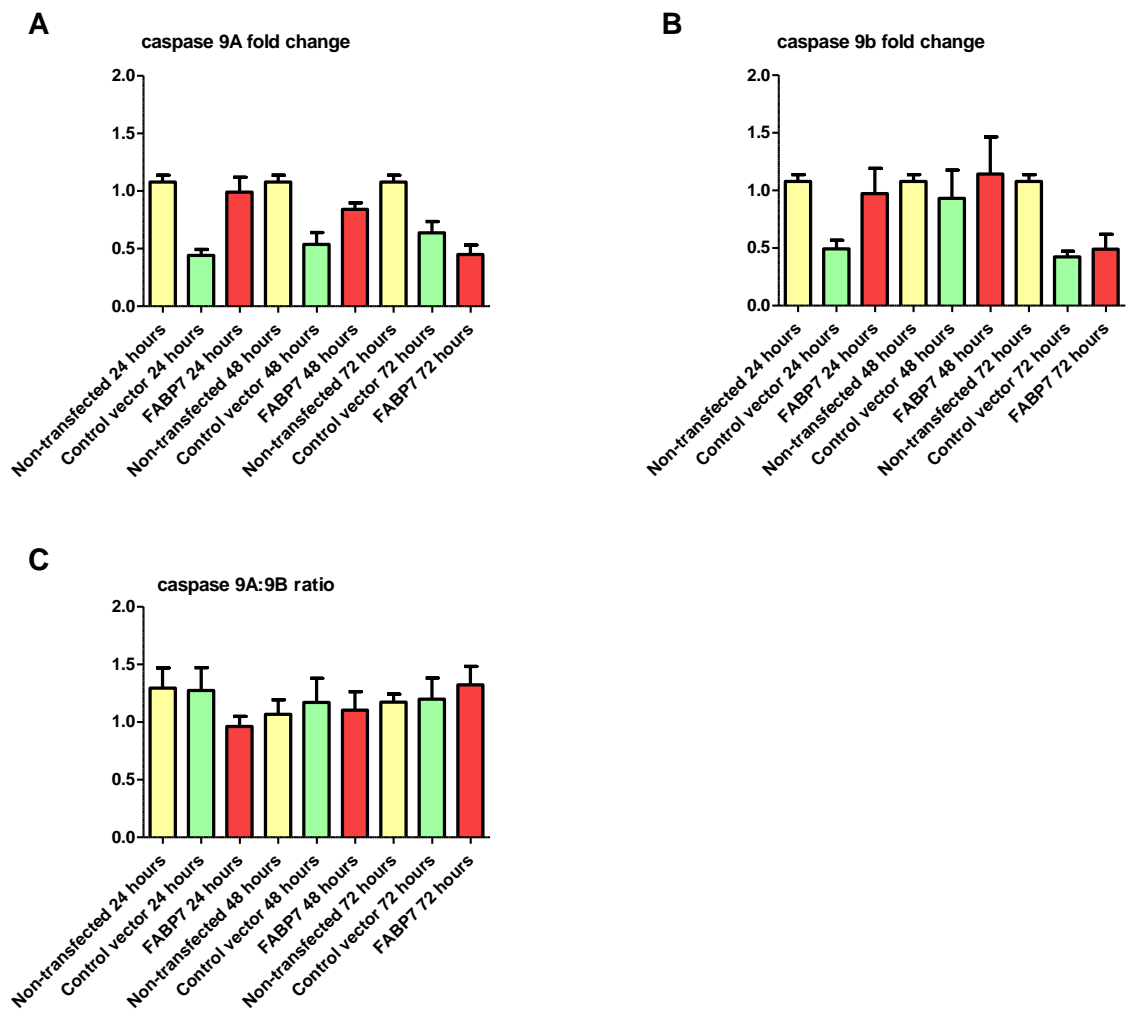 A
caspase 9A fold change
2.0
1.5
1.0
0.5
0.0
Non-transfected 24 hours
Control vector 24 hours
FABP7 24 hours
Non-transfected 48 hours
Control vector 48 hours
FABP7 48 hours
Non-transfected 72 hours
Control vector 72 hours
FABP7 72 hours
B
caspase 9b fold change
2.0
1.5
1.0
0.5
0.0
Non-transfected 24 hours
Control vector 24 hours
FABP7 24 hours
Non-transfected 48 hours
Control vector 48 hours
FABP7 48 hours
Non-transfected 72 hours
Control vector 72 hours
FABP7 72 hours
C
caspase 9A:9B ratio
2.0
1.5
1.0
0.5
0.0
Non-transfected 24 hours
Control vector 24 hours
FABP7 24 hours
Non-transfected 48 hours
Control vector 48 hours
FABP7 48 hours
Non-transfected 72 hours
Control vector 72 hours
FABP7 72 hours